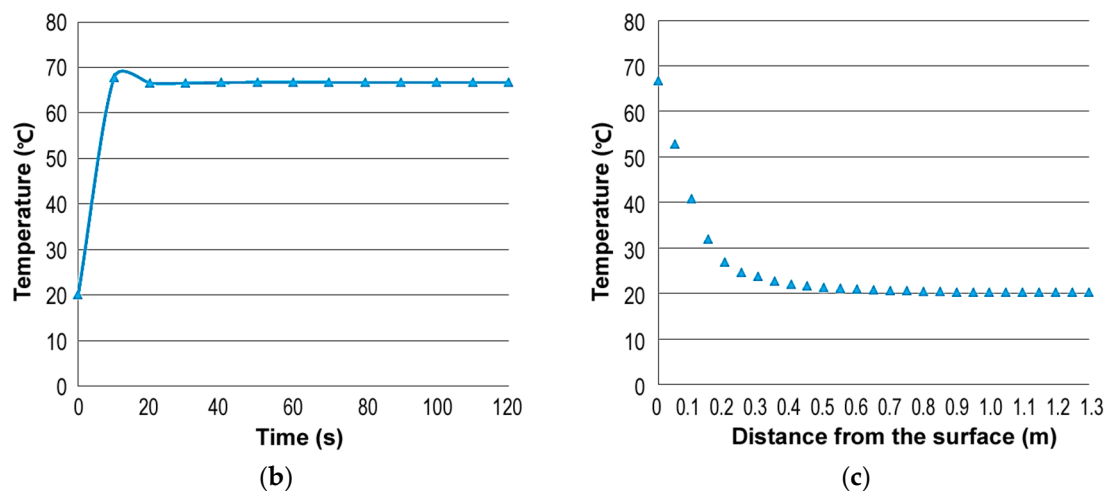 80
70
60
50
40
30
20
10
0
Temperature (℃)
0 20 40 60 80 100 120
Time (s)
(b)
80
70
60
50
40
30
20
10
0
Temperature (℃)
0 0.1 0.2 0.3 0.4 0.5 0.6 0.7 0.8 0.9 1.0 1.1 1.2 1.3
Distance from the surface (m)
(c)